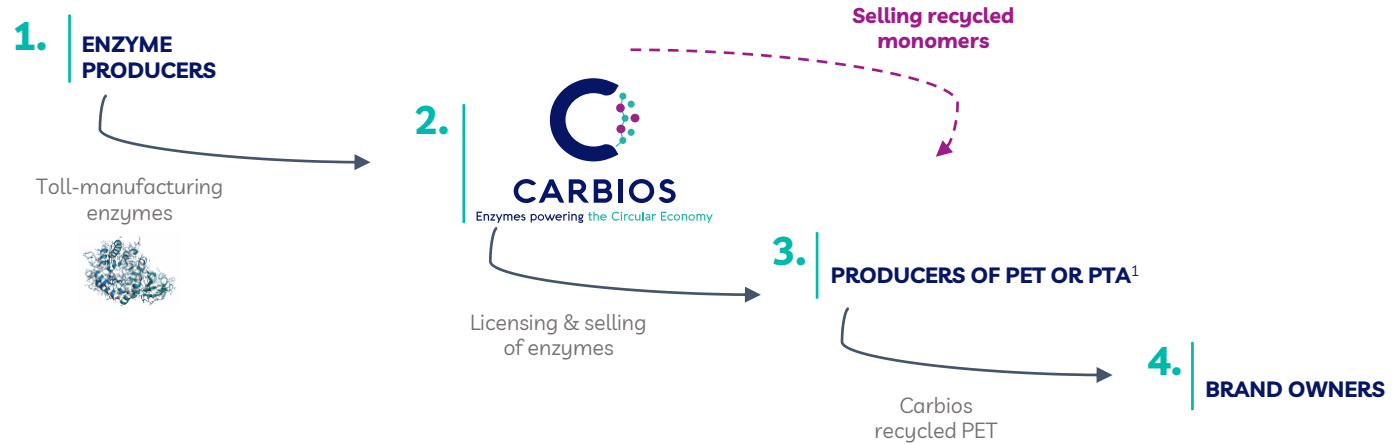 1.
ENZYME
PRODUCERS
Toll-manufacturing
enzymes
Selling recycled
monomers
2.
CARBIOS
Enzymes powering the Circular Economy
Licensing & selling
of enzymes
3.
PRODUCERS OF PET OR PTA¹
Carbios
recycled PET
4.
BRAND OWNERS